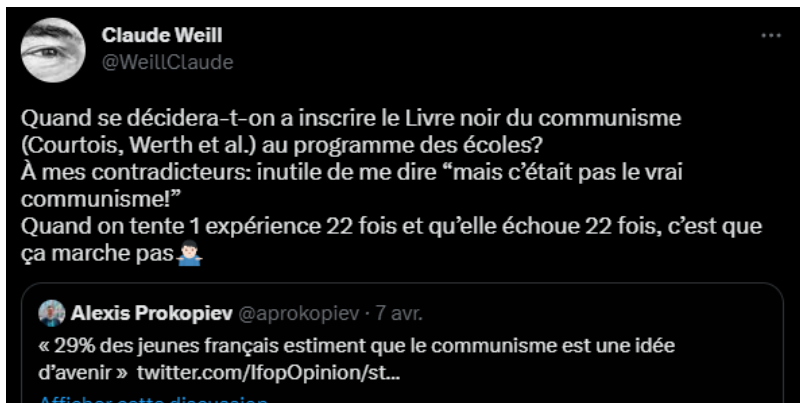 Claude Weill
@WeillClaude
Quand se décidera-t-on a inscrire le Livre noir du communisme
(Courtois, Werth et al.) au programme des écoles?
À mes contradicteurs: inutile de me dire “mais c’était pas le vrai
communisme!”
Quand on tente 1 expérience 22 fois et qu’elle échoue 22 fois, c’est que
ça marche pas🤷🏻‍♂️
Alexis Prokopiev @aprokopiev · 7 avr.
« 29% des jeunes français estiment que le communisme est une idée
d’avenir » twitter.com/IfopOpinion/st...
Afficher cette discussion